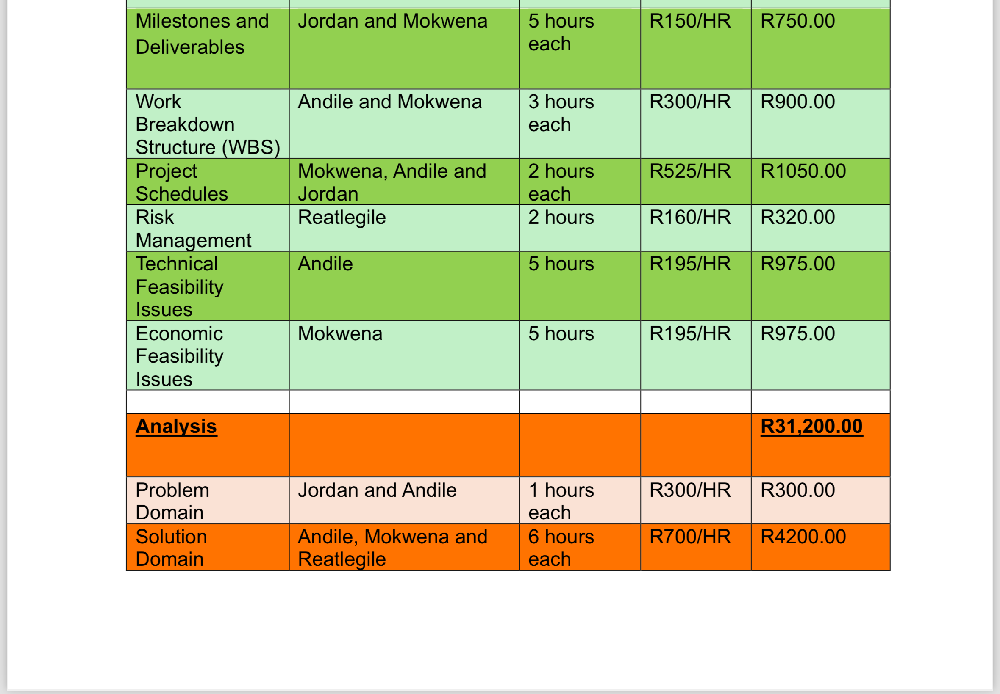 Milestones and Jordan and Mokwena 5 hours R150/HR R750.00
Deliverables each
Work Andile and Mokwena 3 hours R300/HR R900.00
Breakdown each
Structure (WBS)
Project Mokwena, Andile and 2 hours R525/HR R1050.00
Schedules Jordan each
Risk Reatlegile 2 hours R160/HR R320.00
Management
Technical Andile 5 hours R195/HR R975.00
Feasibility
Issues
Economic Mokwena 5 hours R195/HR R975.00
Feasibility
Issues
Analysis R31,200.00
Problem Jordan and Andile 1 hours R300/HR R300.00
Domain each
Solution Andile, Mokwena and 6 hours R700/HR R4200.00
Domain Reatlegile each